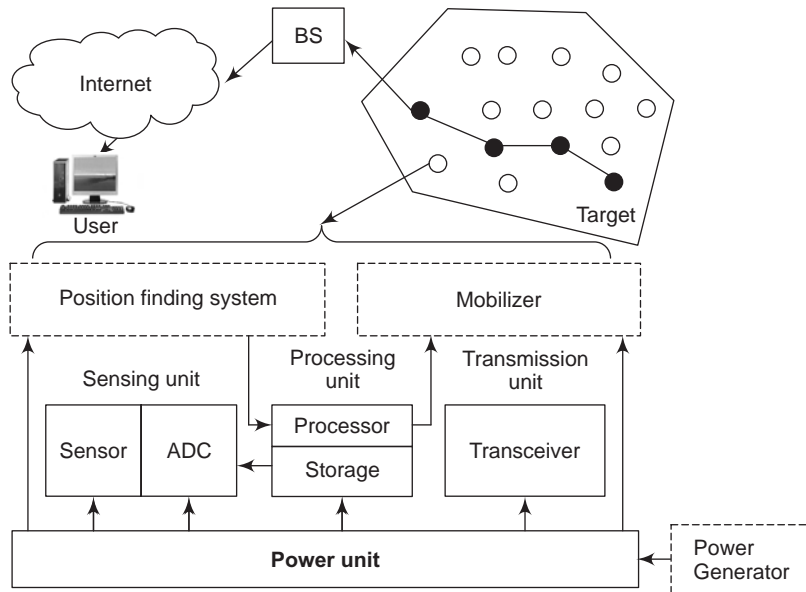 BS
Internet
User
Target
Position finding system
Mobilizer
Sensing unit
Processing
unit
Transmission
unit
Sensor
ADC
Processor
Storage
Transceiver
Power unit
Power
Generator